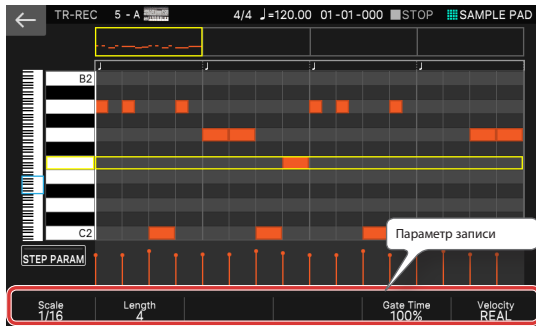 TR-REC 5 - A 4/4 ♩=120.00 01-01-000 STOP SAMPLE PAD
B2
C2
Параметр записи
STEP PARAM
Scale Length Gate Time Velocity
1/16 4 100% REAL